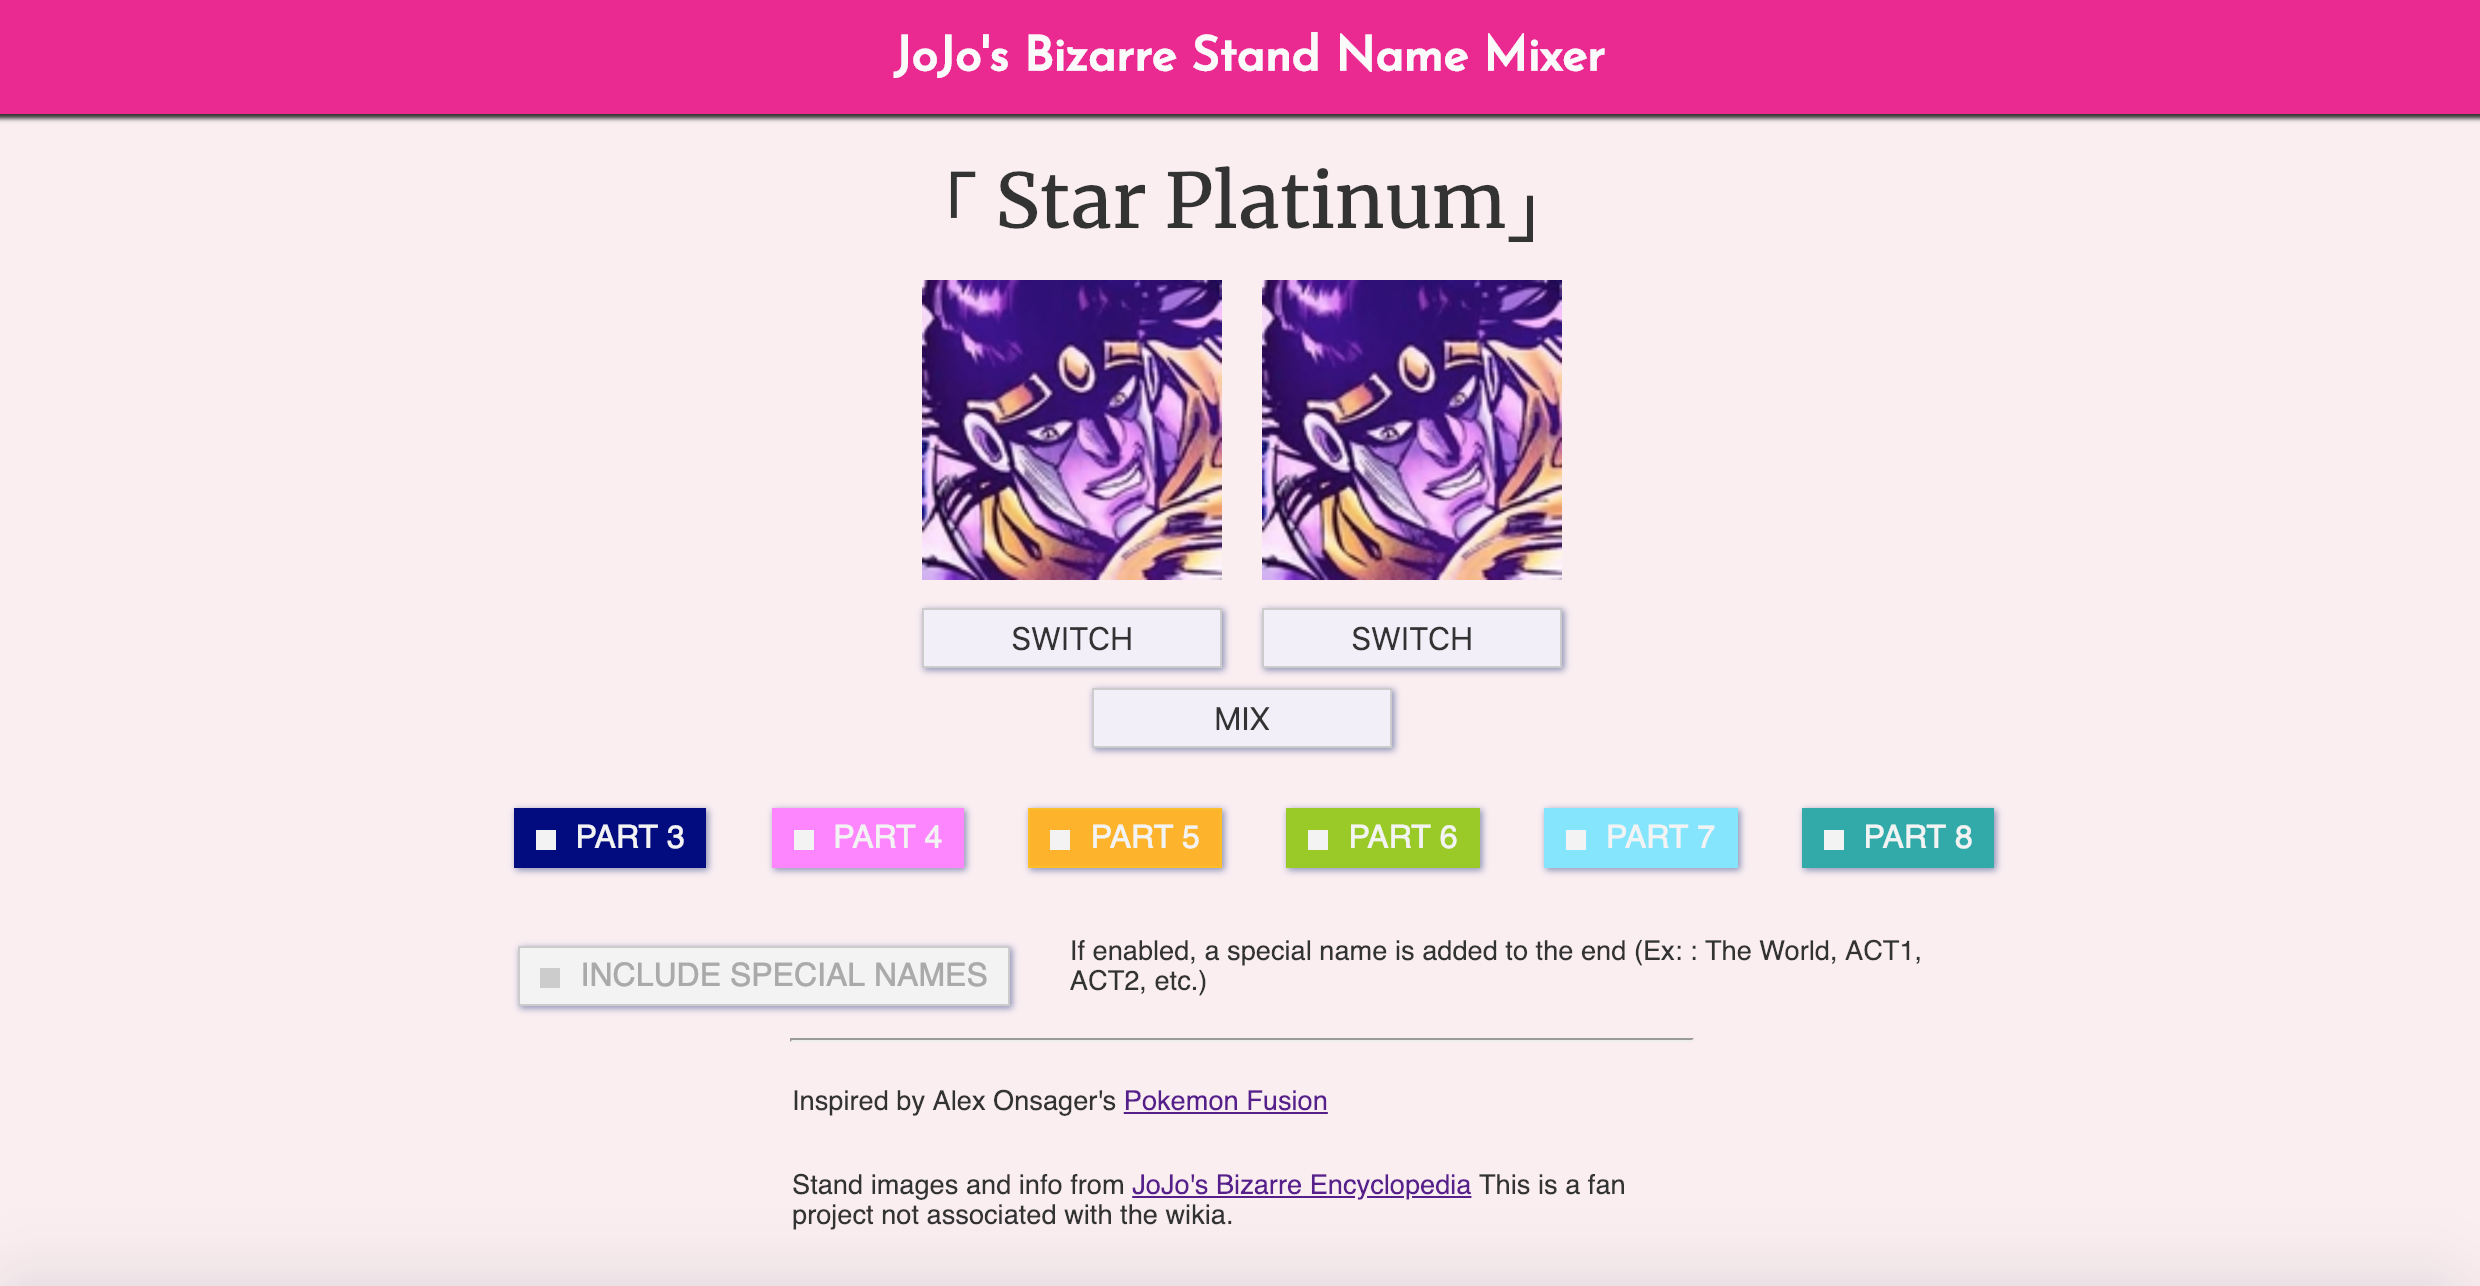 JoJo's Bizarre Stand Name Mixer
「 Star Platinum」
SWITCH
SWITCH
MIX
PART 3
PART 4
PART 5
PART 6
PART 7
PART 8
INCLUDE SPECIAL NAMES
If enabled, a special name is added to the end (Ex: : The World, ACT1,
ACT2, etc.)
Inspired by Alex Onsager's Pokemon Fusion
Stand images and info from JoJo's Bizarre Encyclopedia This is a fan
project not associated with the wikia.